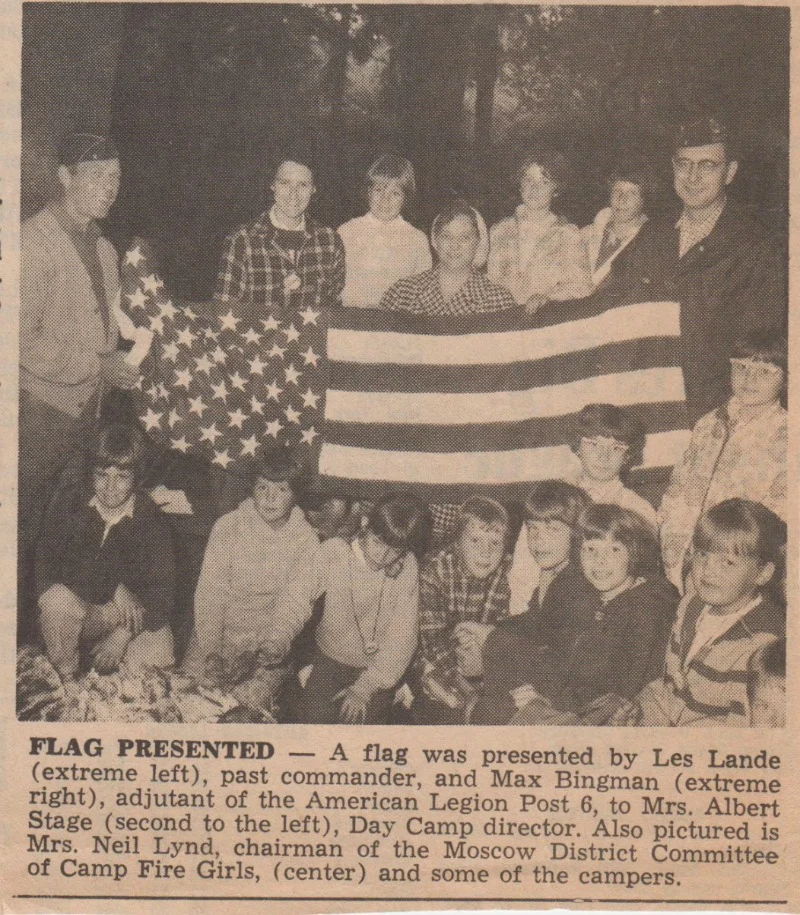 FLAG PRESENTED — A flag was presented by Les Lande
(extreme left), past commander, and Max Bingman (extreme
right), adjutant of the American Legion Post 6, to Mrs. Albert
Stage (second to the left), Day Camp director. Also pictured is
Mrs. Neil Lynd, chairman of the Moscow District Committee
of Camp Fire Girls, (center) and some of the campers.